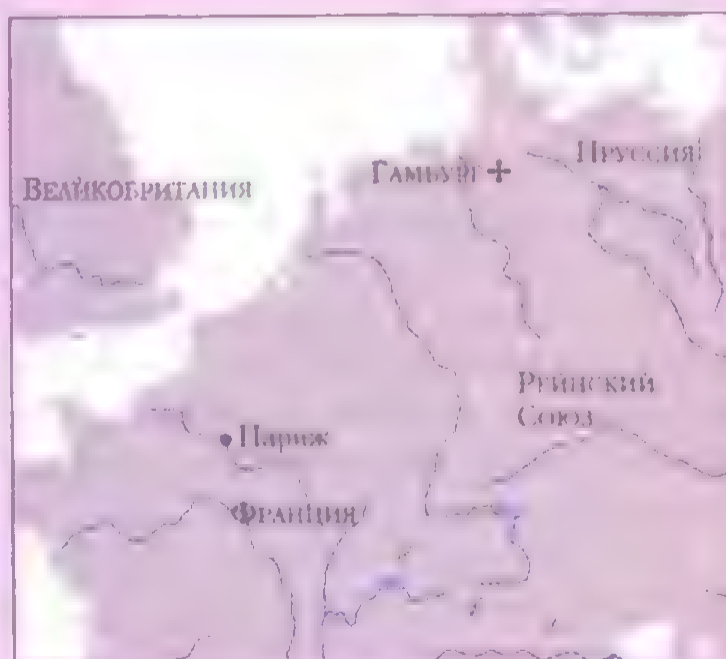 Великобритания
Гамбург
Пруссия
Рейнский
Союз
Париж
Франция